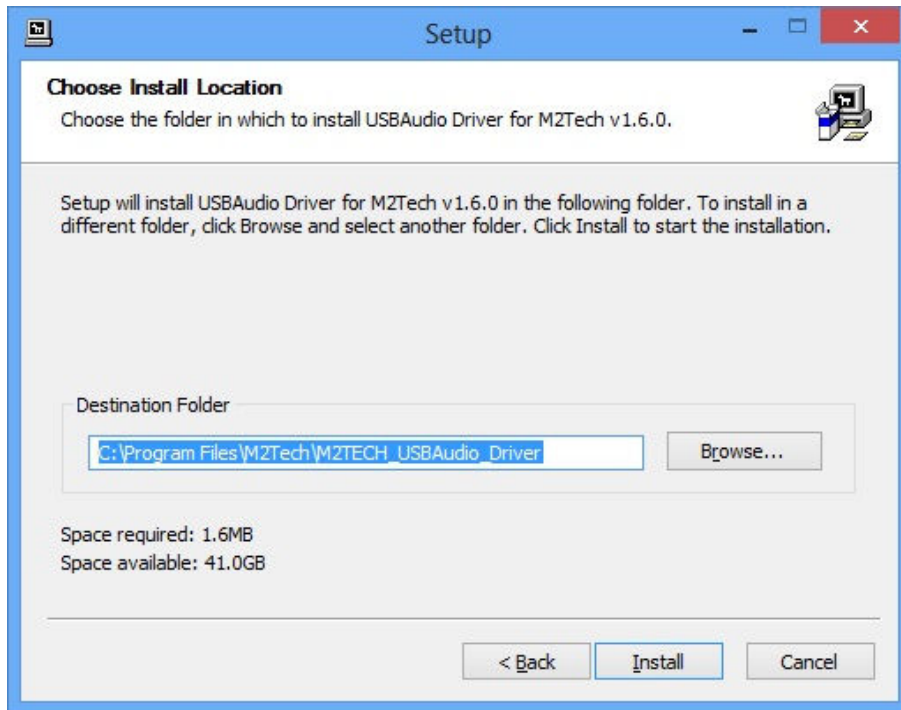 Setup
Choose Install Location
Choose the folder in which to install USBAudio Driver for M2Tech v1.6.0.
Setup will install USBAudio Driver for M2Tech v1.6.0 in the following folder. To install in a
different folder, click Browse and select another folder. Click Install to start the installation.
Destination Folder
C:\Program Files\M2Tech\M2TECH_USBAudio_Driver
Browse...
Space required: 1.6MB
Space available: 41.0GB
< Back
Install
Cancel